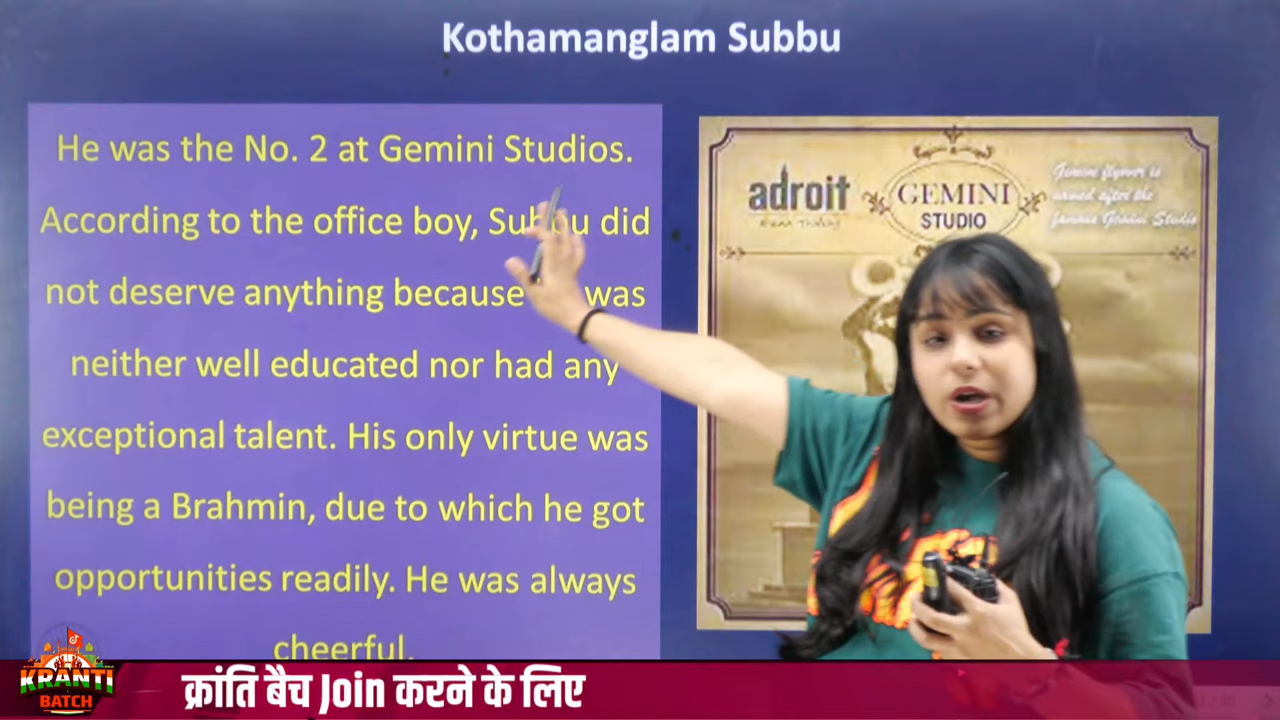 Kothamanglam Subbu
He was the No. 2 at Gemini Studios.
According to the office boy, Subbu did
not deserve anything because was
neither well educated nor had any
exceptional talent. His only virtue was
being a Brahmin, due to which he got
opportunities readily. He was always
cheerful.
adroit
GEMINI
STUDIO
Gemini flyover is
named after the
famous Gemini Studio
KRANTI
BATCH
क्रांति बैच Join करने के लिए